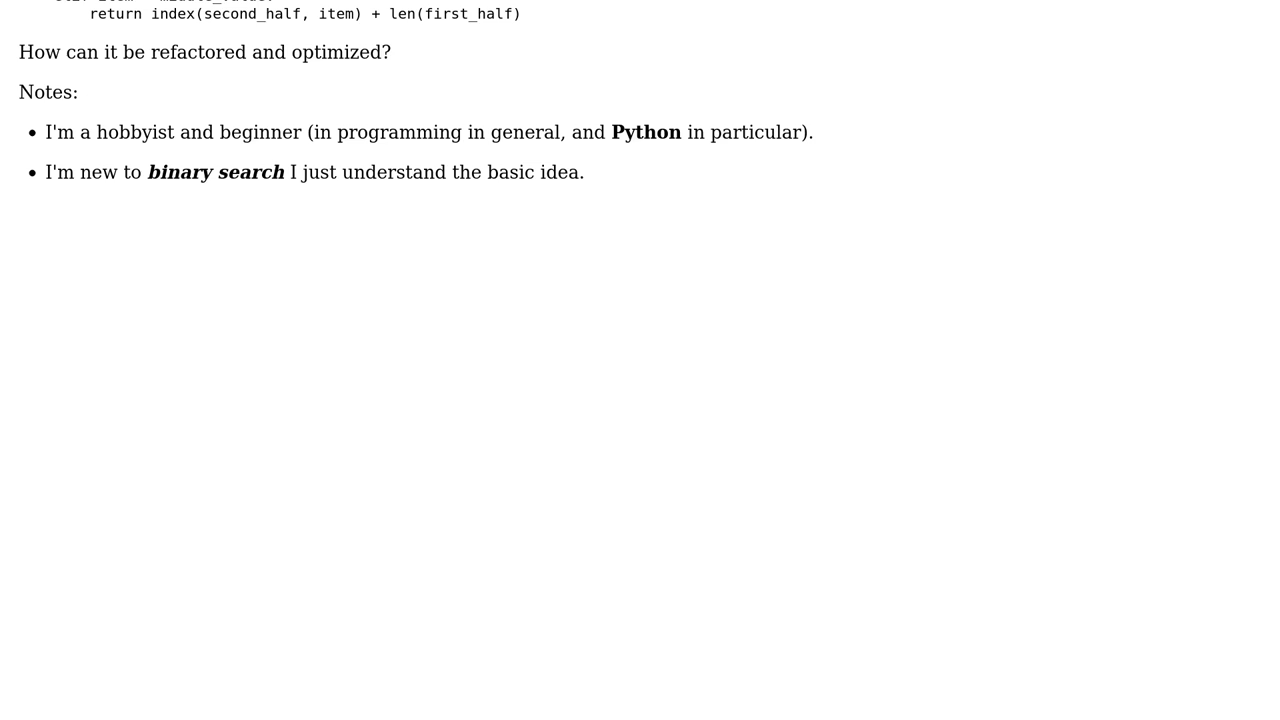 return index(second_half, item) + len(first_half)
How can it be refactored and optimized?
Notes:
I'm a hobbyist and beginner (in programming in general, and Python in particular).
I'm new to binary search I just understand the basic idea.